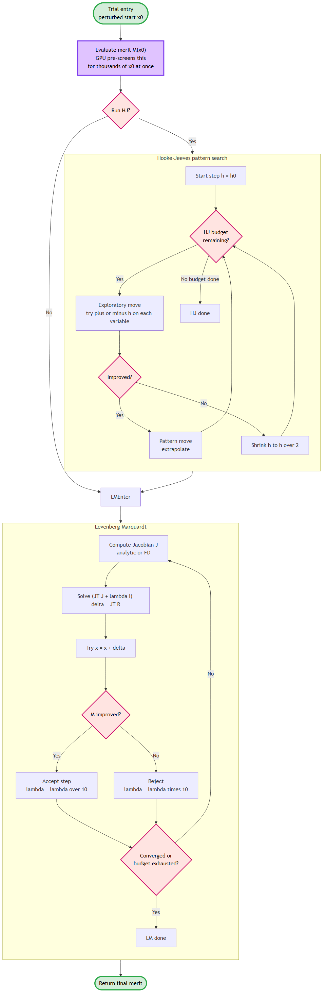 Trial entry
perturbed start x0
Evaluate merit M(x0)
GPU pre-screens this
for thousands of x0 at once
Run HJ?
Yes
No
Hooke-Jeeves pattern search
Start step h = h0
HJ budget
remaining?
Yes
No budget done
Exploratory move
try plus or minus h on each
variable
HJ done
Improved?
No
Yes
Pattern move
extrapolate
Shrink h to h over 2
LMEnter
Levenberg-Marquardt
Compute Jacobian J
analytic or FD
Solve (JT J + lambda I)
delta = JT R
Try x = x + delta
No
M improved?
Yes
No
Accept step
lambda = lambda over 10
Reject
lambda = lambda times 10
Converged or
budget exhausted?
Yes
LM done
Return final merit